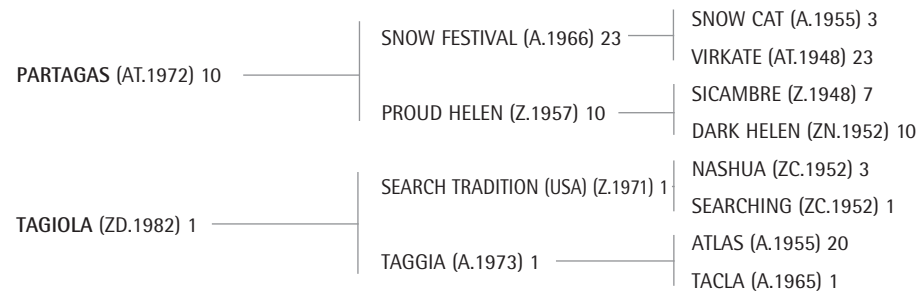 PARTAGAS (AT.1972) 10
SNOW FESTIVAL (A.1966) 23
SNOW CAT (A.1955) 3
VIRKATE (AT.1948) 23
PROUD HELEN (Z.1957) 10
SICAMBRE (Z.1948) 7
DARK HELEN (ZN.1952) 10
TAGIOLA (ZD.1982) 1
SEARCH TRADITION (USA) (Z.1971) 1
NASHUA (ZC.1952) 3
SEARCHING (ZC.1952) 1
TAGGIA (A.1973) 1
ATLAS (A.1955) 20
TACLA (A.1965) 1